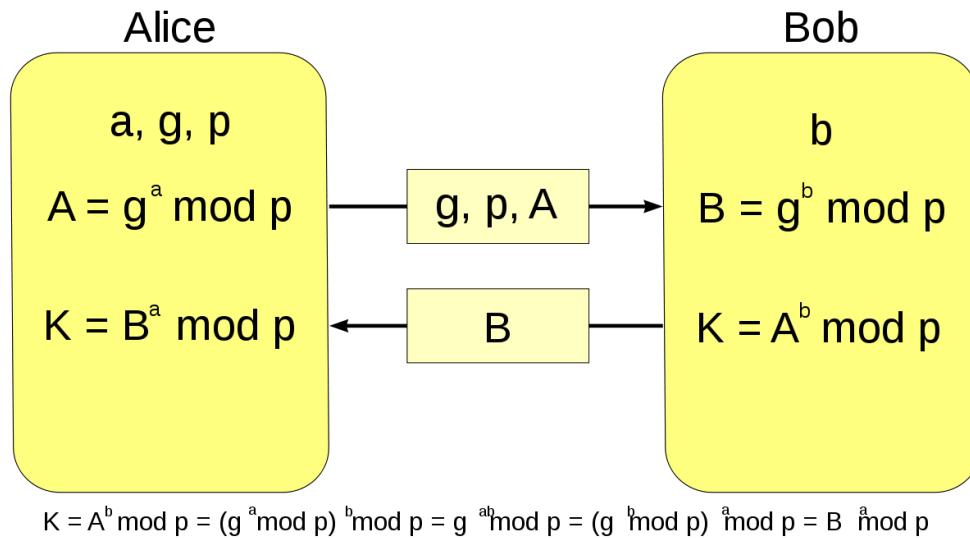 Alice
Bob
a, g, p
A = g^a mod p
K = B^a mod p
g, p, A
B
b
B = g^b mod p
K = A^b mod p
K = A^b mod p = (g^a mod p)^b mod p = g^ab mod p = (g^b mod p)^a mod p = B^a mod p